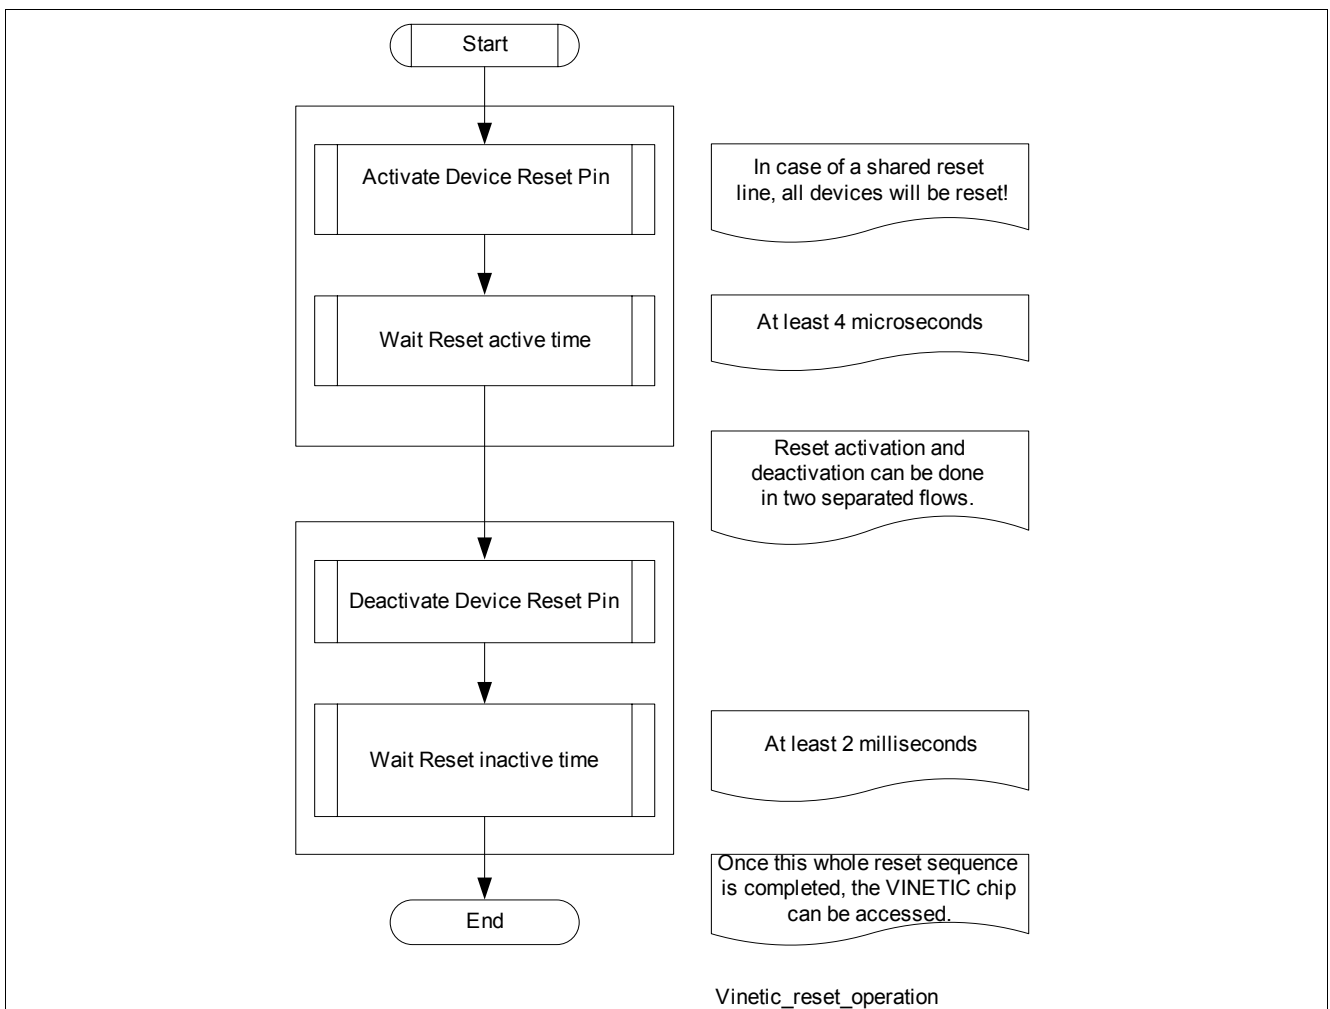 Start
Activate Device Reset Pin
In case of a shared reset
line, all devices will be reset!
Wait Reset active time
At least 4 microseconds
Reset activation and
deactivation can be done
in two separated flows.
Deactivate Device Reset Pin
Wait Reset inactive time
At least 2 milliseconds
Once this whole reset sequence
is completed, the VINETIC chip
can be accessed.
End
Vinetic_reset_operation